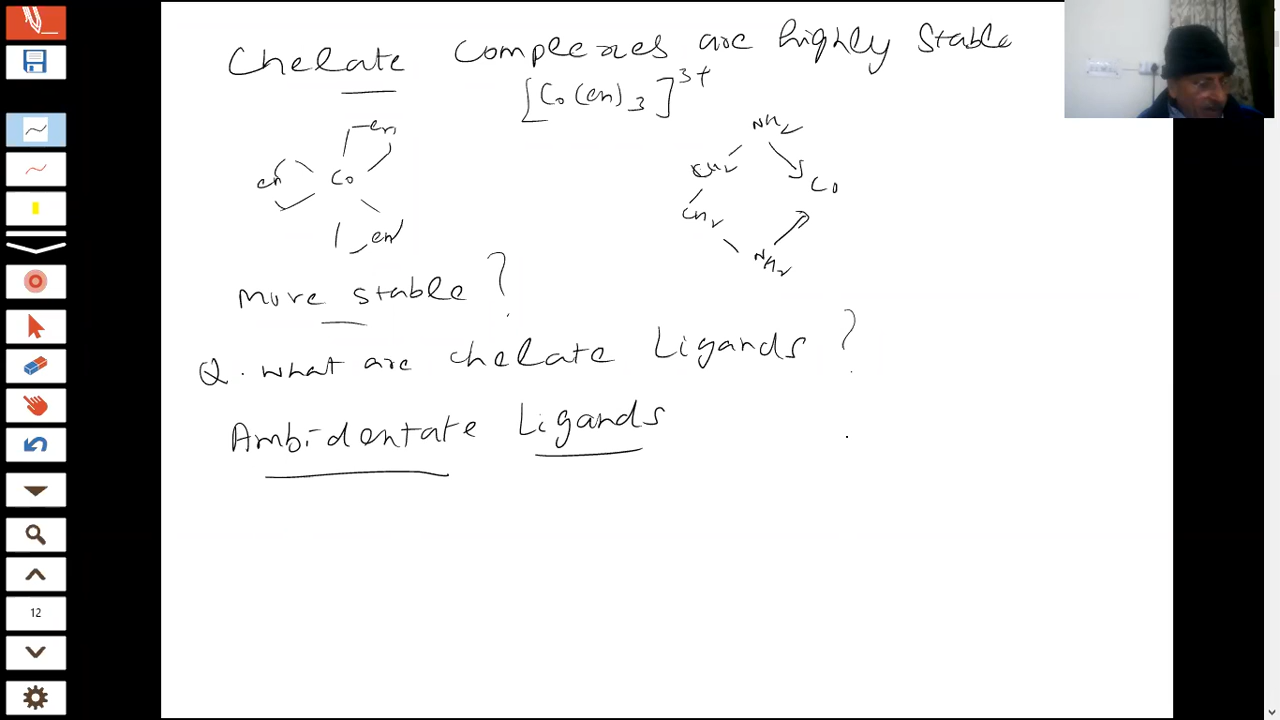 Chelate Complexes are highly Stable
[Co(en)3]3+
en
en Co
en
NH2
CH2
Co
CH2
NH2
More stable ?
Q. what are chelate Ligands ?
Ambidentate Ligands
12